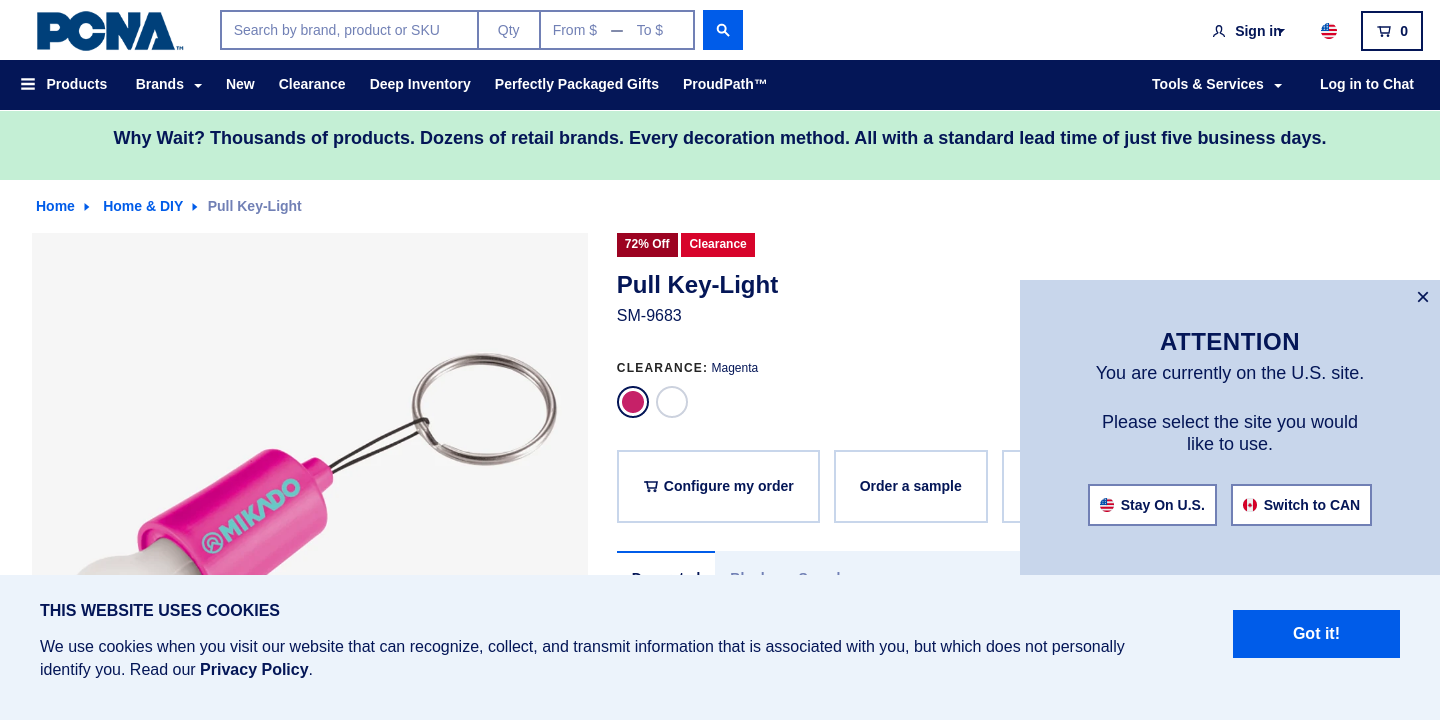 PCNA™
Search by brand, product or SKU
Qty
From $ — To $
Sign in
0
Products
Brands
New
Clearance
Deep Inventory
Perfectly Packaged Gifts
ProudPath™
Tools & Services
Log in to Chat
Why Wait? Thousands of products. Dozens of retail brands. Every decoration method. All with a standard lead time of just five business days.
Home
Home & DIY
Pull Key-Light
72% Off
Clearance
Pull Key-Light
SM-9683
CLEARANCE: Magenta
Configure my order
Order a sample
MIKADO
×
ATTENTION
You are currently on the U.S. site.
Please select the site you would
like to use.
Stay On U.S.
Switch to CAN
THIS WEBSITE USES COOKIES
We use cookies when you visit our website that can recognize, collect, and transmit information that is associated with you, but which does not personally
identify you. Read our Privacy Policy.
Got it!